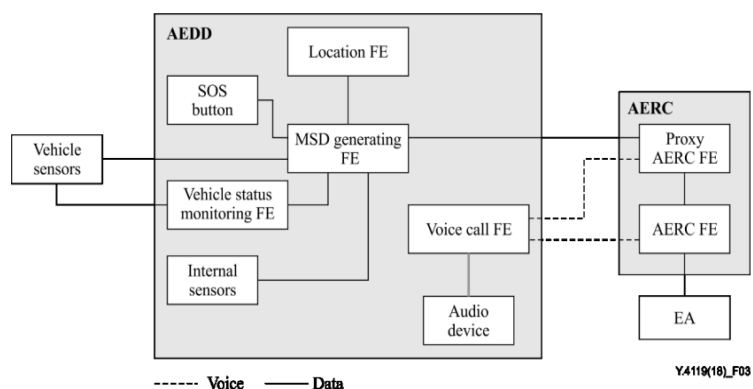 AEDD
Location FE
SOS
button
AERC
MSD generating
FE
Proxy
AERC FE
Vehicle
sensors
Vehicle status
monitoring FE
Voice call FE
AERC FE
Internal
sensors
Audio
device
EA
Y.4119(18)_F03
Voice
Data